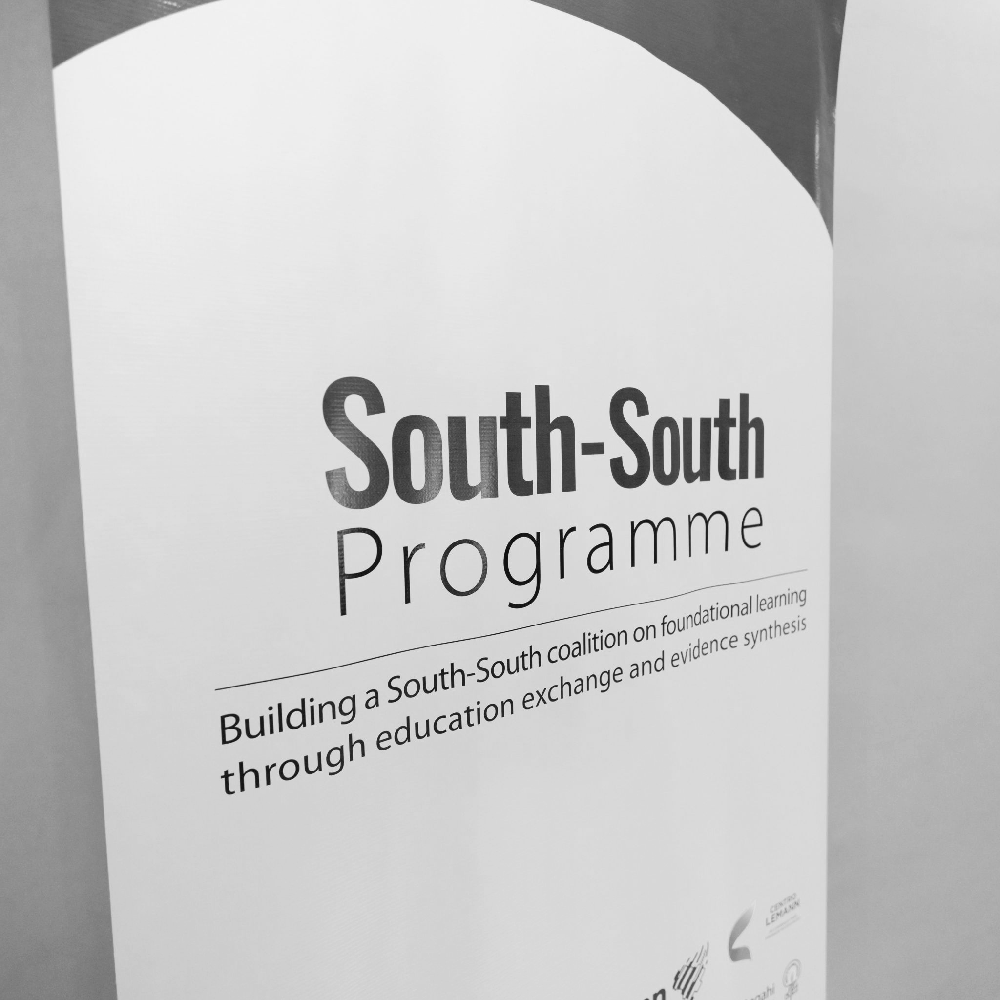 South-South
Programme
Building a South-South coalition on foundational learning
through education exchange and evidence synthesis
CENTRO
LEMANN